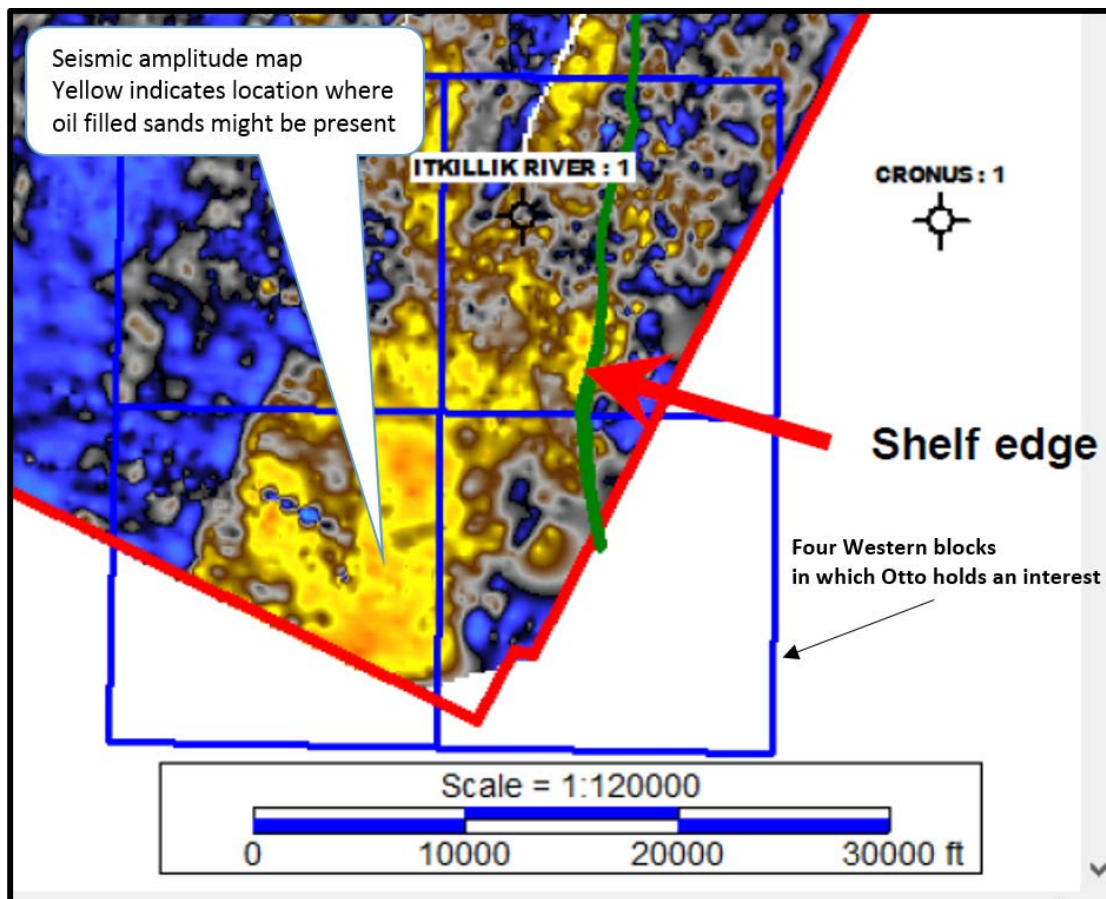 Seismic amplitude map
Yellow indicates location where
oil filled sands might be present
ITKILLIK RIVER : 1
CRONUS : 1
Shelf edge
Four Western blocks
in which Otto holds an interest
Scale = 1:120000
0 10000 20000 30000 ft